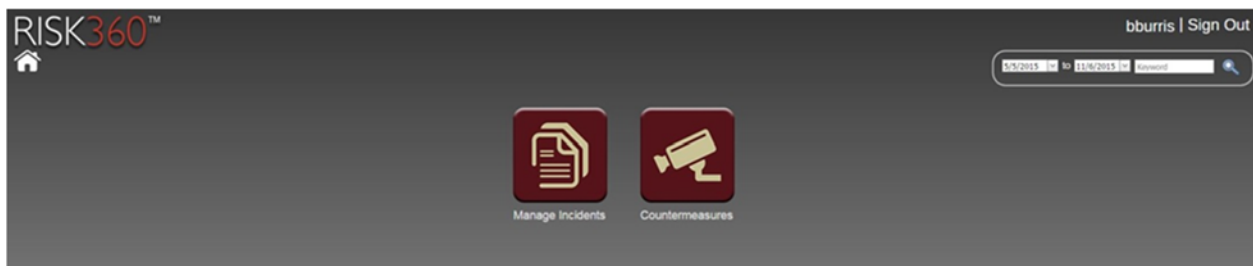 RISK360™
bburris | Sign Out
5/5/2015 to 11/6/2015 Keyword
Manage Incidents
Countermeasures